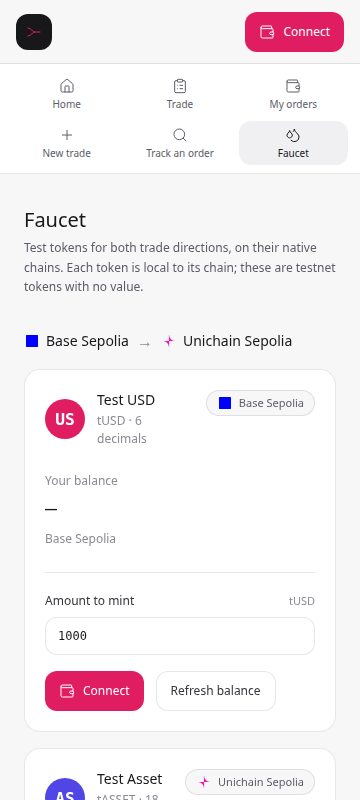 Connect
Home
Trade
My orders
New trade
Track an order
Faucet
Faucet
Test tokens for both trade directions, on their native
chains. Each token is local to its chain; these are testnet
tokens with no value.
Base Sepolia → Unichain Sepolia
US
Test USD
tUSD · 6
decimals
Base Sepolia
Your balance
—
Base Sepolia
Amount to mint
tUSD
1000
Connect
Refresh balance
AS
Test Asset
tASSET · 18
Unichain Sepolia